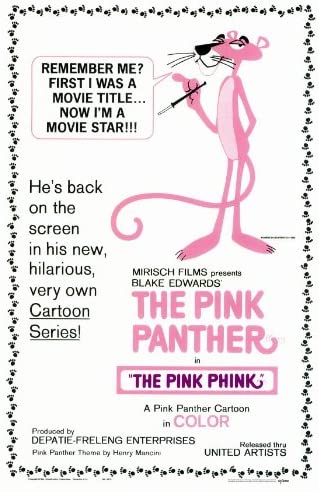 REMEMBER ME?
FIRST I WAS A
MOVIE TITLE...
NOW I'M A
MOVIE STAR!!!
He's back
on the
screen
in his new,
hilarious,
very own
Cartoon
Series!
MIRISCH FILMS presents
BLAKE EDWARDS'
THE PINK
PANTHER
in
"THE PINK PHINK"
A Pink Panther Cartoon
in COLOR
Produced by
DEPATIE-FRELENG ENTERPRISES
Pink Panther Theme by Henry Mancini
Released thru
UNITED ARTISTS